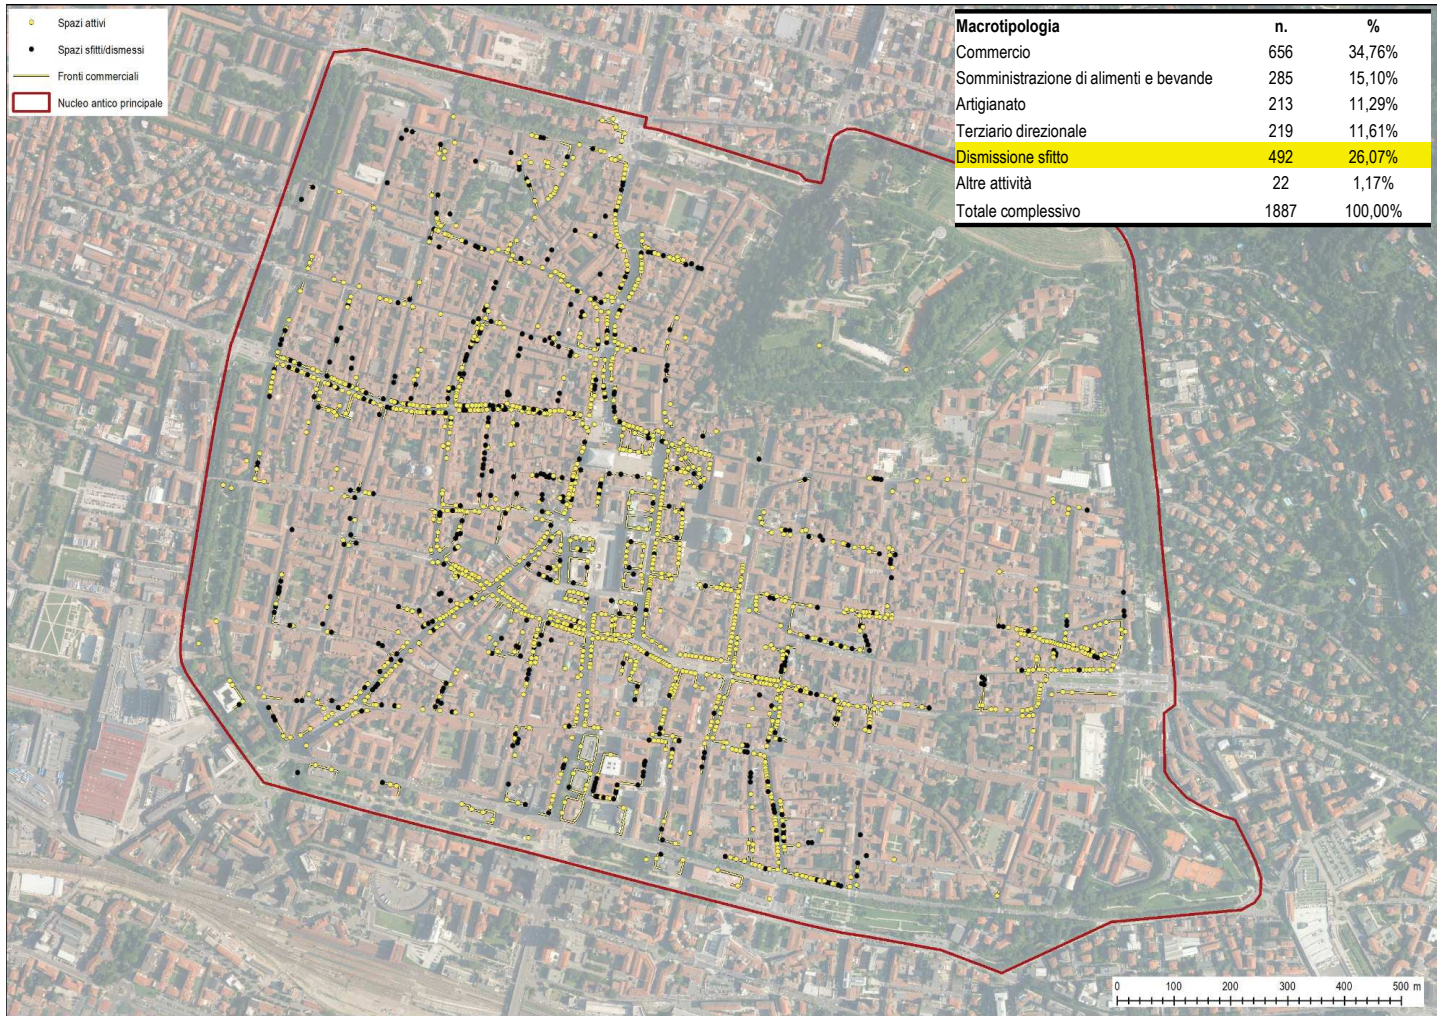 Spazi attivi
Spazi sfitti/dismessi
Fronti commerciali
Nucleo antico principale
Macrotipologia n. %
Commercio 656 34,76%
Somministrazione di alimenti e bevande 285 15,10%
Artigianato 213 11,29%
Terziario direzionale 219 11,61%
Dismissione sfitto 492 26,07%
Altre attività 22 1,17%
Totale complessivo 1887 100,00%
0 100 200 300 400 500 m